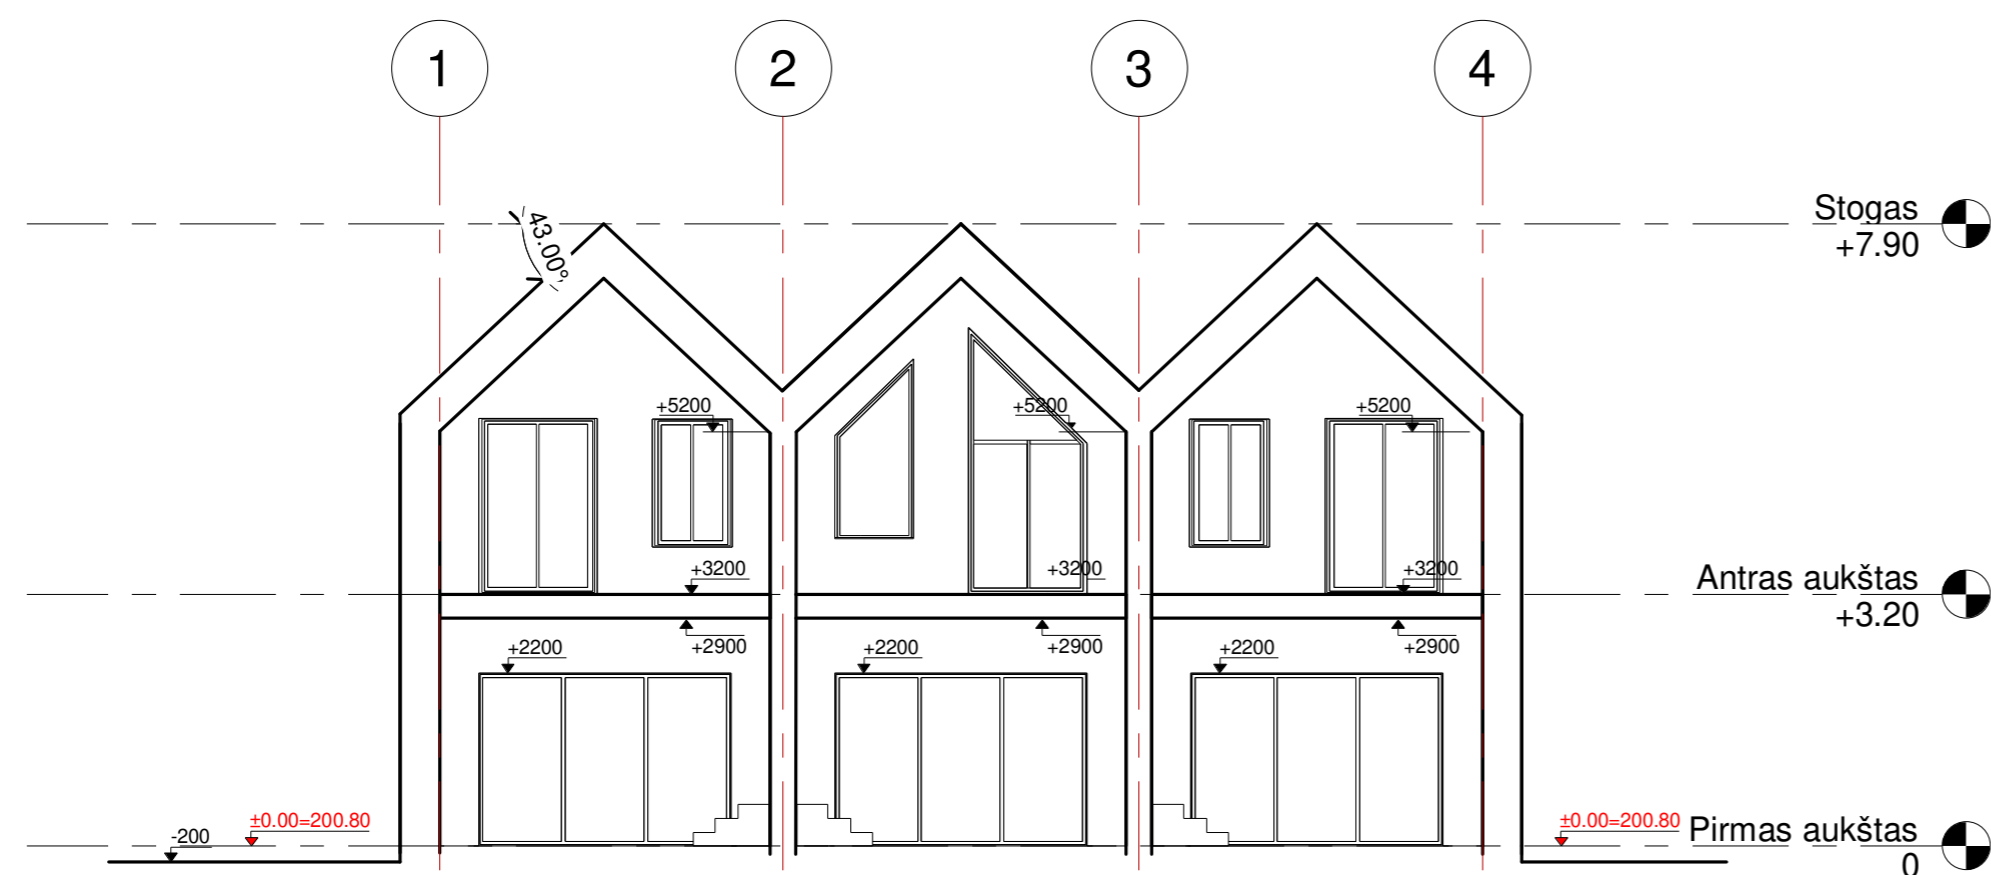 1 2 3 4
Stogas
+7.90
43.00°
+5200 +5200 +5200
Antras aukštas
+3.20
+3200 +3200 +3200
+2900 +2900 +2900
+2200 +2200 +2200
±0.00=200.80 ±0.00=200.80
-200
Pirmas aukštas
0